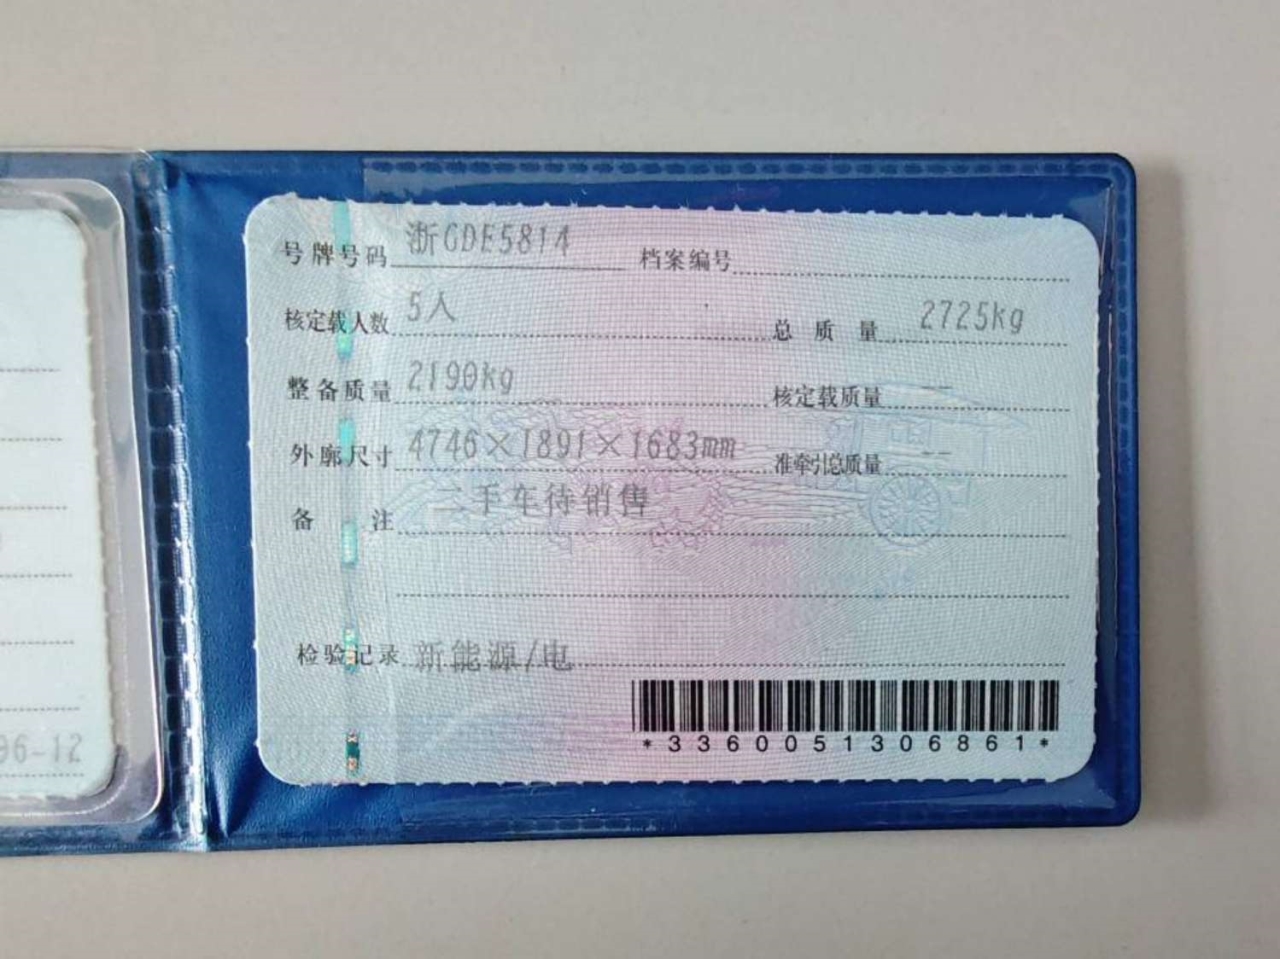 号牌号码 浙GDE5814 档案编号
核定载人数 5人 总质量 2725kg
整备质量 2190kg 核定载质量 --
外廓尺寸 4746×1891×1683mm 准牵引总质量 --
备注 二手车待销售
检验记录 新能源/电
*3360051306861*
06-12